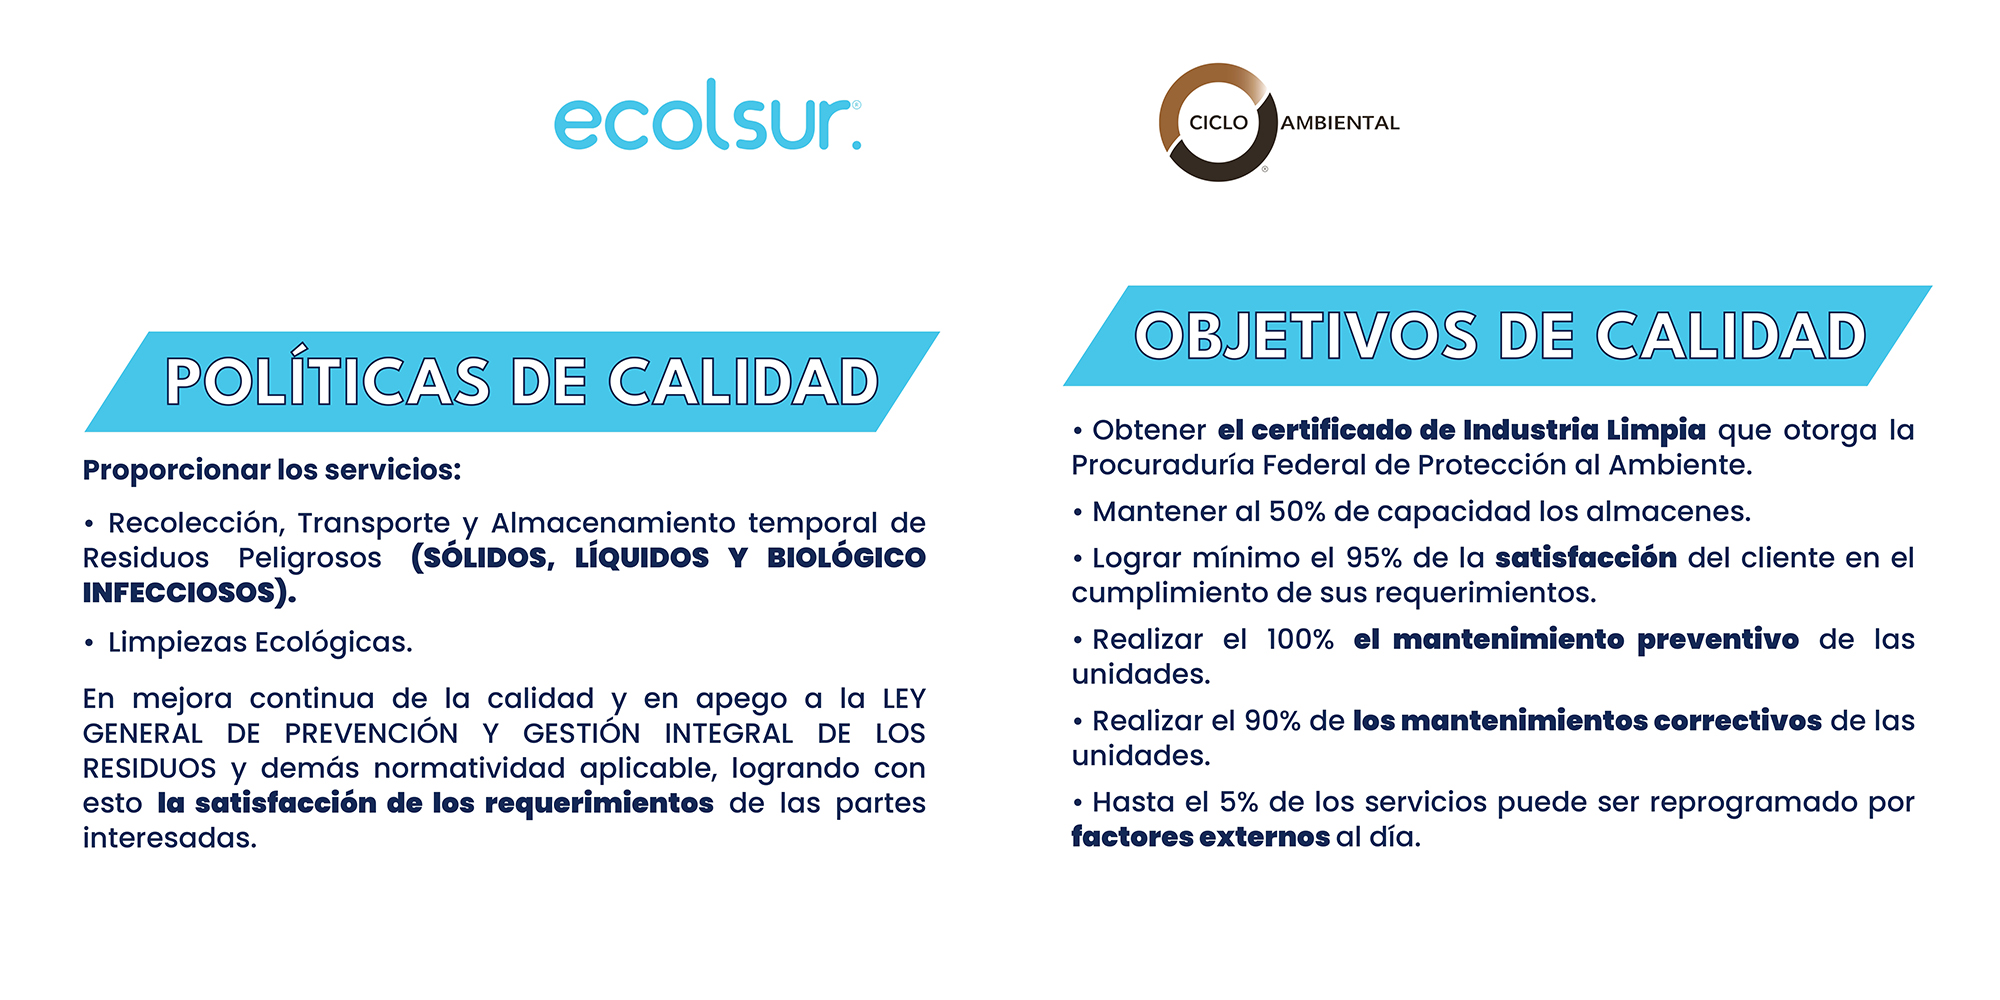 ecolsur.®
CICLO AMBIENTAL
®
POLÍTICAS DE CALIDAD
Proporcionar los servicios:
• Recolección, Transporte y Almacenamiento temporal de
Residuos Peligrosos (SÓLIDOS, LÍQUIDOS Y BIOLÓGICO
INFECCIOSOS).
• Limpiezas Ecológicas.
En mejora continua de la calidad y en apego a la LEY
GENERAL DE PREVENCIÓN Y GESTIÓN INTEGRAL DE LOS
RESIDUOS y demás normatividad aplicable, logrando con
esto la satisfacción de los requerimientos de las partes
interesadas.
OBJETIVOS DE CALIDAD
• Obtener el certificado de Industria Limpia que otorga la
Procuraduría Federal de Protección al Ambiente.
• Mantener al 50% de capacidad los almacenes.
• Lograr mínimo el 95% de la satisfacción del cliente en el
cumplimiento de sus requerimientos.
• Realizar el 100% el mantenimiento preventivo de las
unidades.
• Realizar el 90% de los mantenimientos correctivos de las
unidades.
• Hasta el 5% de los servicios puede ser reprogramado por
factores externos al día.